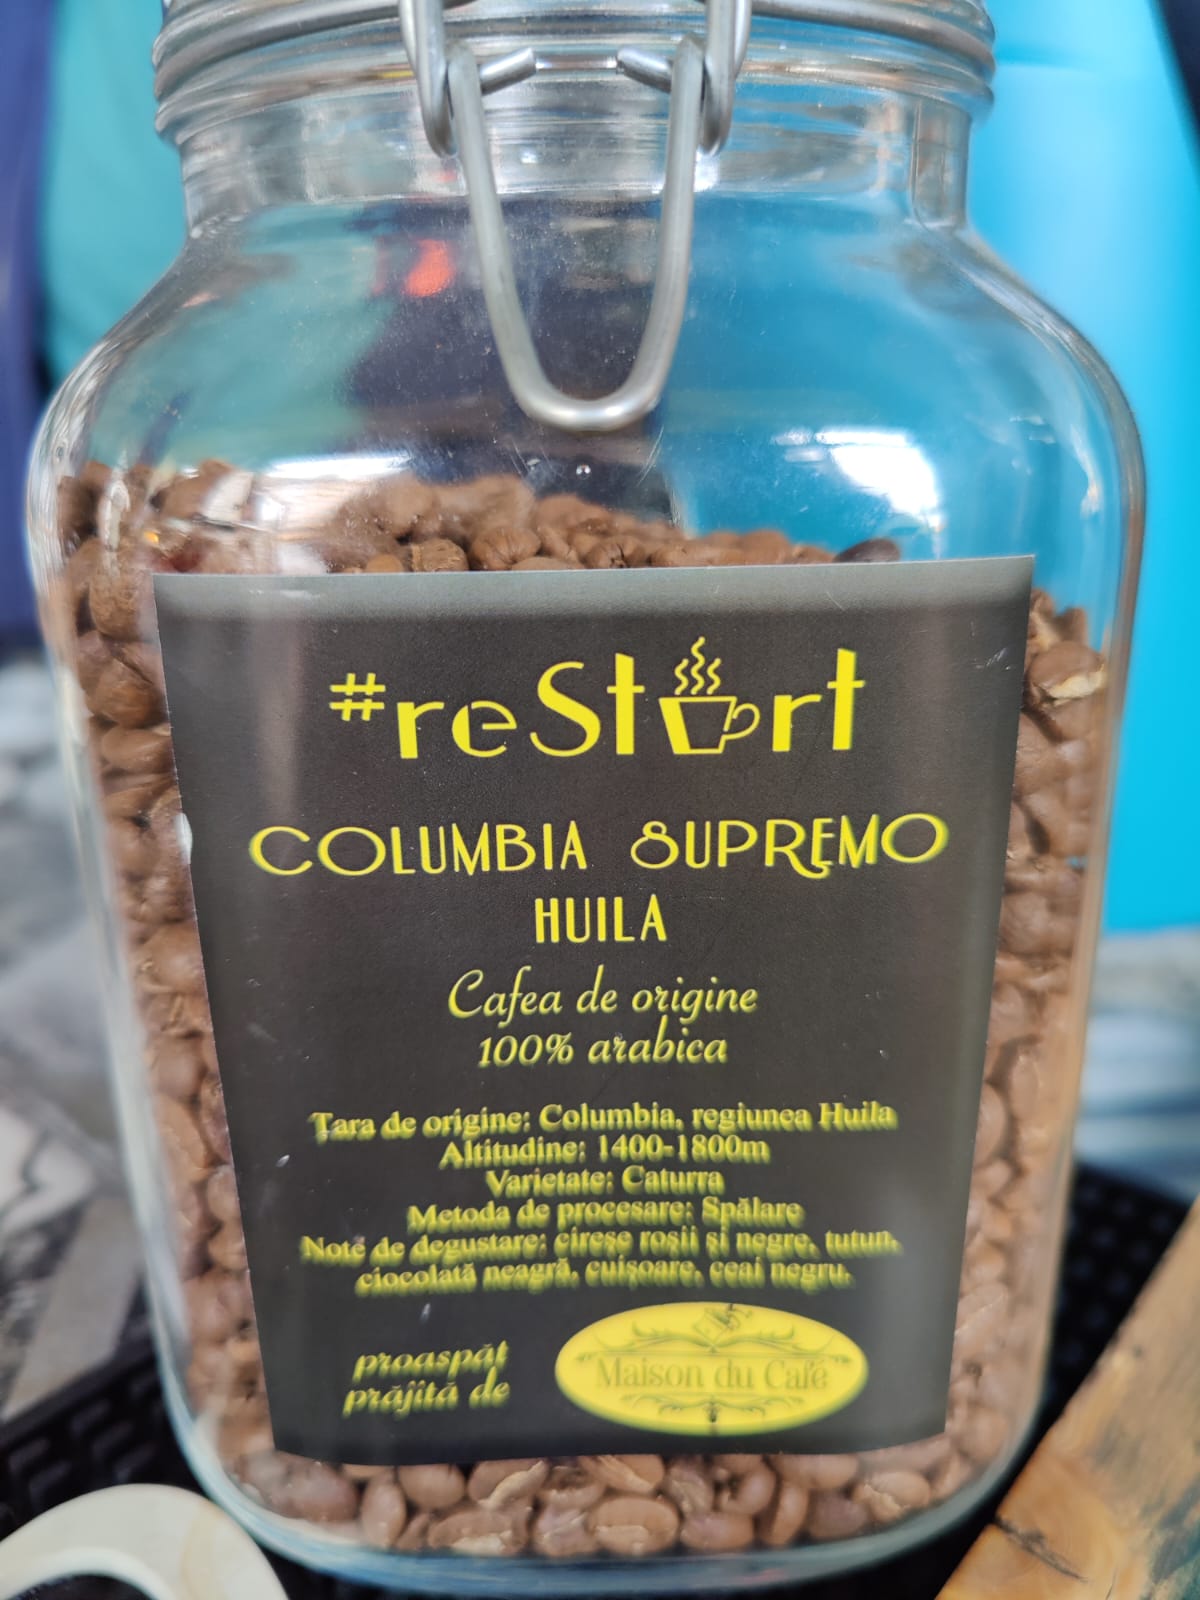 #reStart
COLUMBIA SUPREMO
HUILA
Cafea de origine
100% arabica
Țara de origine: Columbia, regiunea Huila
Altitudine: 1400-1800m
Varietate: Caturra
Metoda de procesare: Spălare
Note de degustare: cireșe roșii și negre, tutun,
ciocolată neagră, cuișoare, ceai negru.
proaspăt
prăjită de
Maison du Café